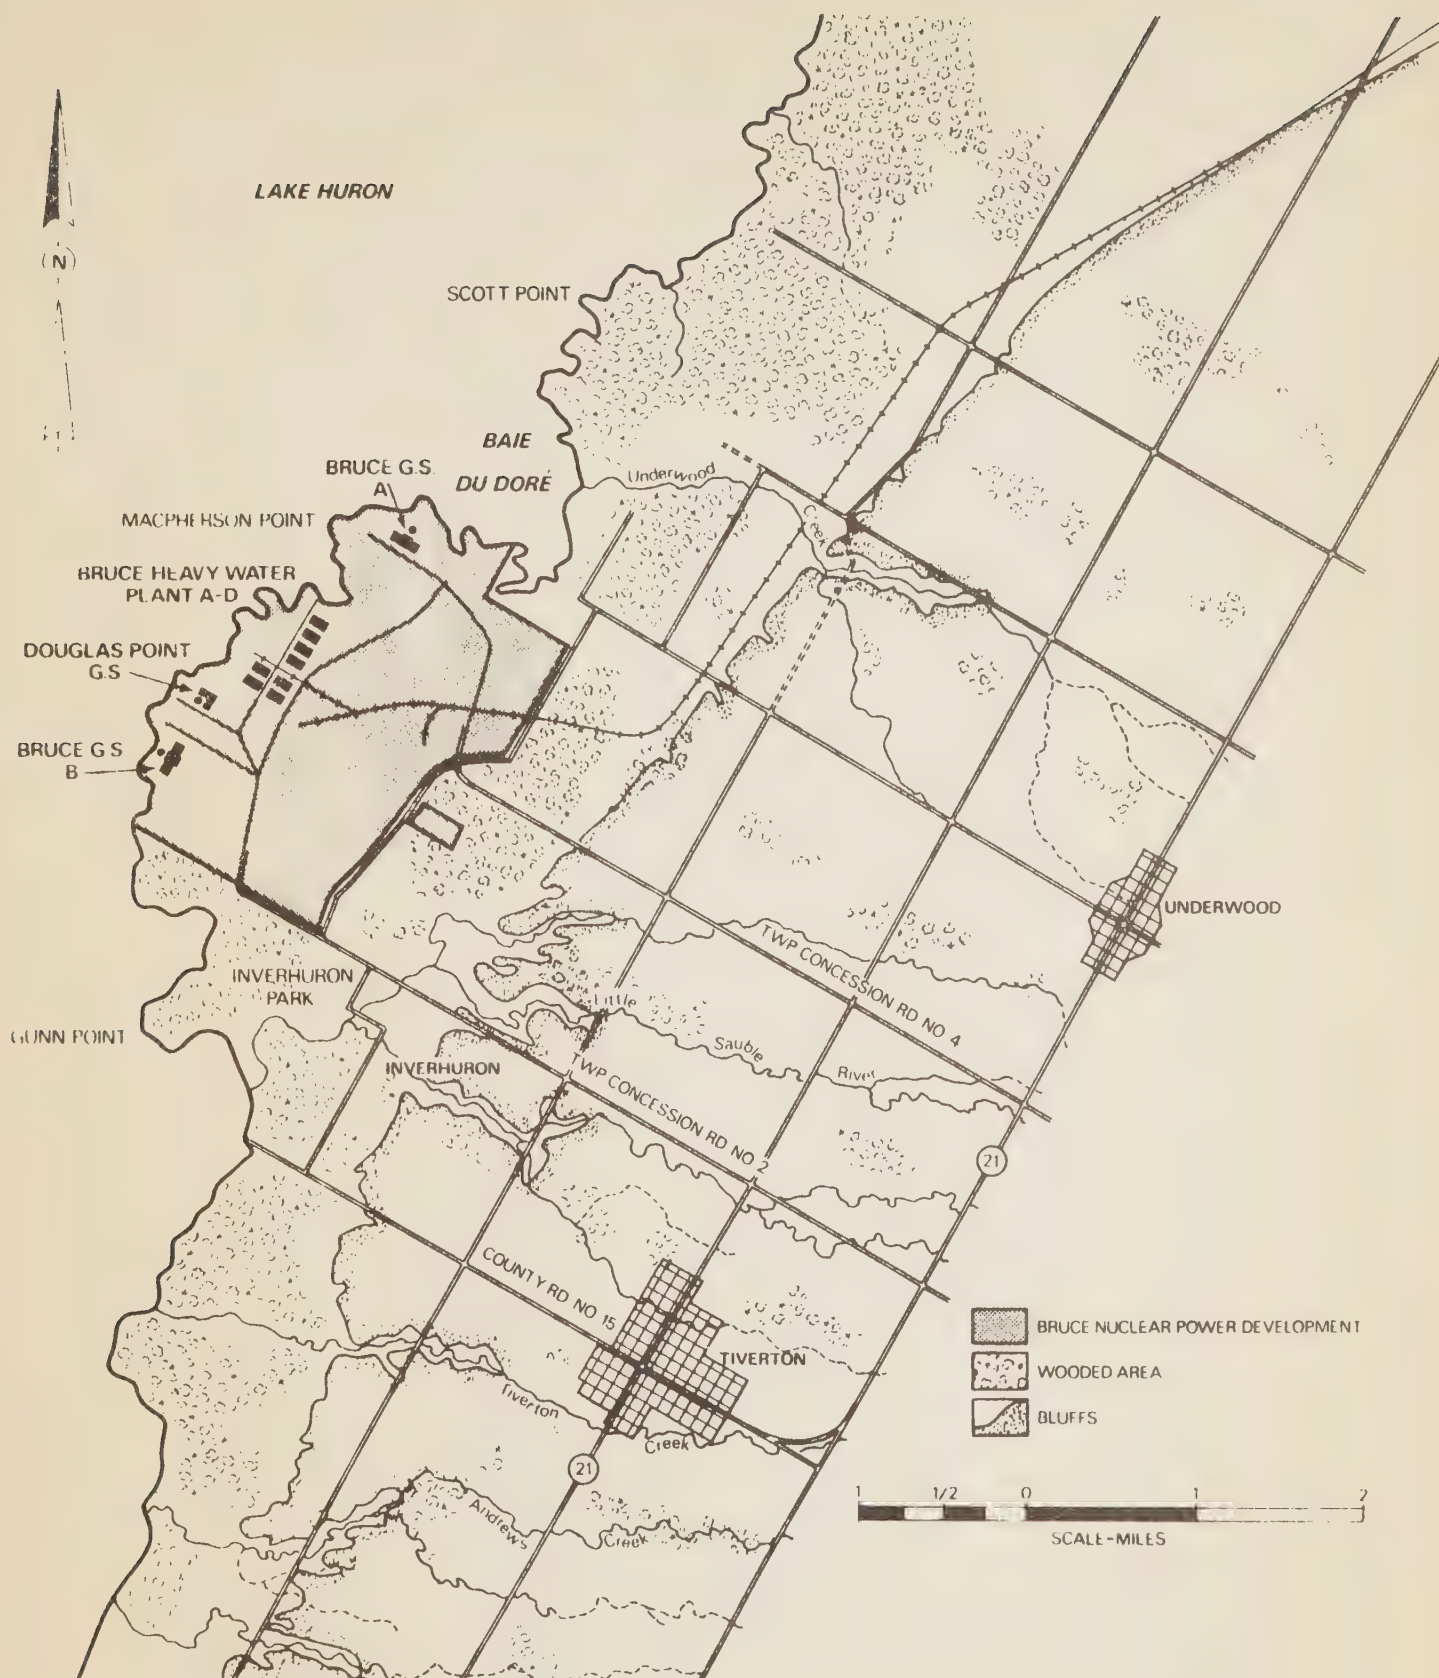 LAKE HURON
(N)
SCOTT POINT
BAIE
DU DORÉ
BRUCE G.S.
A
Underwood
Creek
MACPHERSON POINT
BRUCE HEAVY WATER
PLANT A-D
DOUGLAS POINT
G.S
BRUCE G S
B
UNDERWOOD
TWP CONCESSION RD NO 4
INVERHURON
PARK
Little
Sauble
River
GUNN POINT
INVERHURON
TWP CONCESSION RD NO 2
21
COUNTY RD NO 15
TIVERTON
Tiverton
Creek
21
Andrews
Creek
BRUCE NUCLEAR POWER DEVELOPMENT
WOODED AREA
BLUFFS
1 1/2 0 1 2
SCALE-MILES